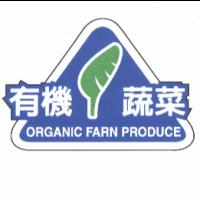 有機 蔬菜
ORGANIC FARN PRODUCE